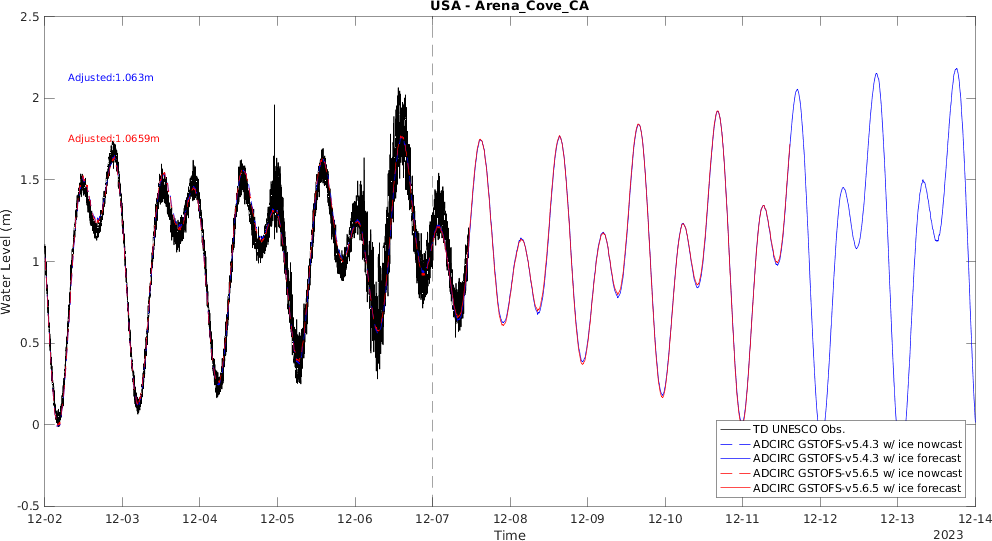 USA - Arena_Cove_CA
2.5
2
1.5
1
0.5
0
-0.5
Water Level (m)
Adjusted:1.063m
Adjusted:1.0659m
TD UNESCO Obs.
ADCIRC GSTOFS-v5.4.3 w/ ice nowcast
ADCIRC GSTOFS-v5.4.3 w/ ice forecast
ADCIRC GSTOFS-v5.6.5 w/ ice nowcast
ADCIRC GSTOFS-v5.6.5 w/ ice forecast
12-02 12-03 12-04 12-05 12-06 12-07 12-08 12-09 12-10 12-11 12-12 12-13 12-14
Time
2023